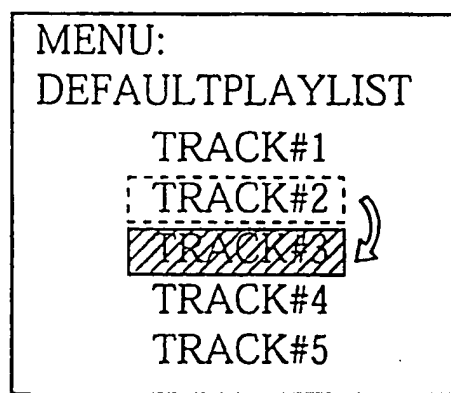 MENU:
DEFAULTPLAYLIST
TRACK#1
TRACK#2
TRACK#3
TRACK#4
TRACK#5